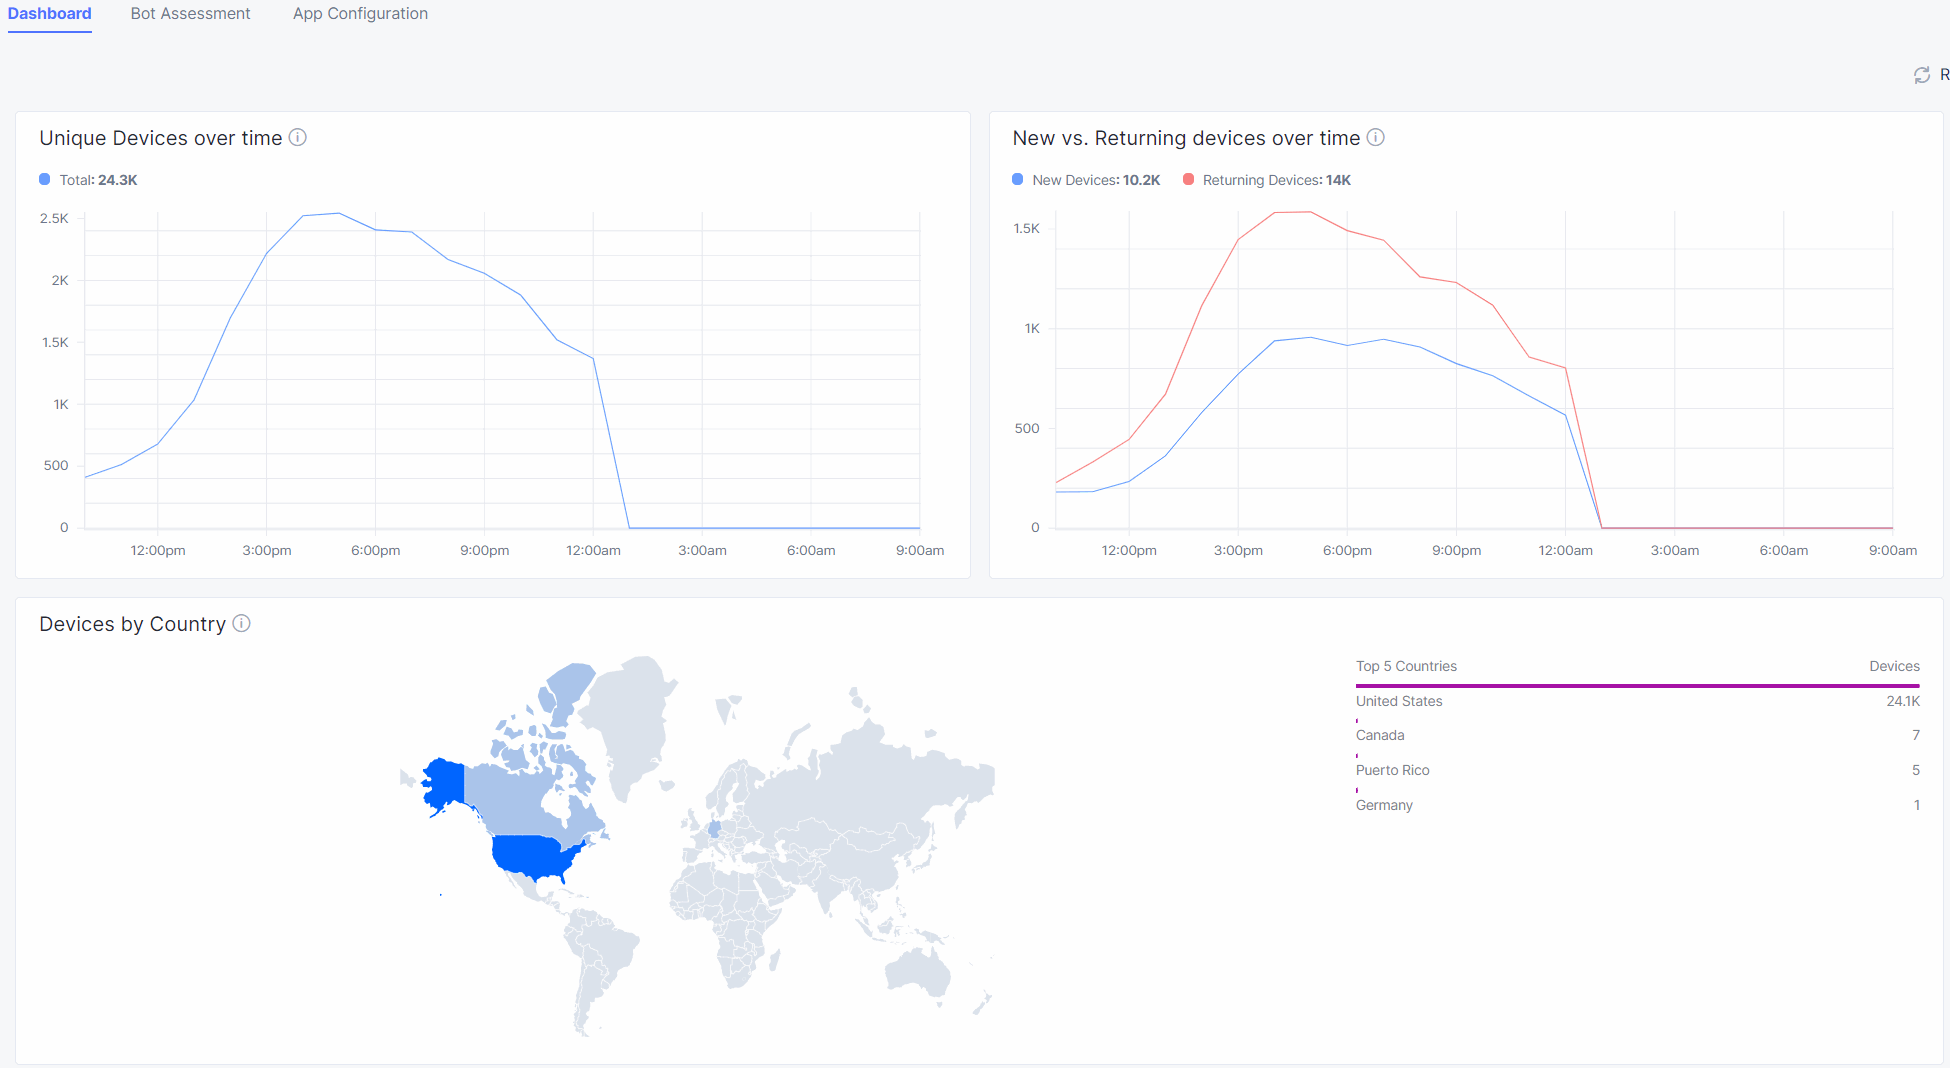 Dashboard Bot Assessment App Configuration
R
Unique Devices over time
Total: 24.3K
2.5K
2K
1.5K
1K
500
0
12:00pm 3:00pm 6:00pm 9:00pm 12:00am 3:00am 6:00am 9:00am
New vs. Returning devices over time
New Devices: 10.2K Returning Devices: 14K
1.5K
1K
500
0
12:00pm 3:00pm 6:00pm 9:00pm 12:00am 3:00am 6:00am 9:00am
Devices by Country
Top 5 Countries Devices
United States 24.1K
Canada 7
Puerto Rico 5
Germany 1